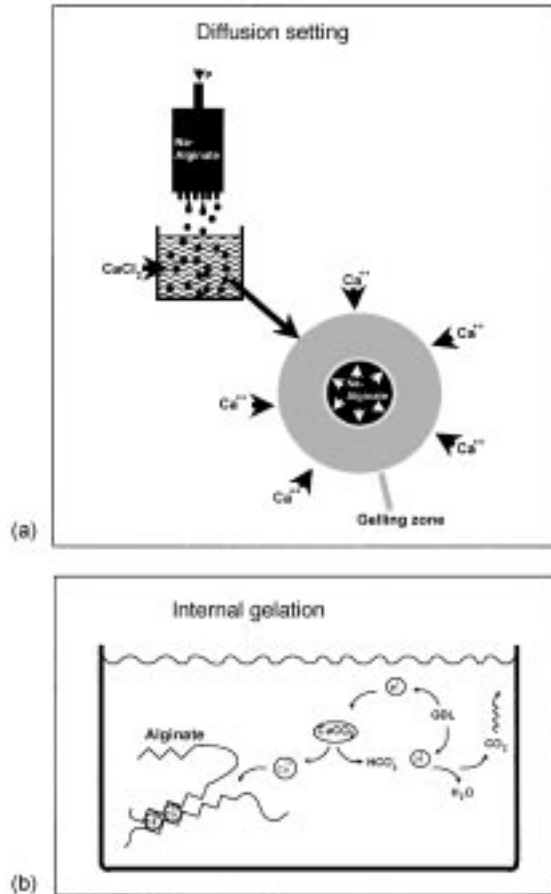 Diffusion setting
P
Na-
Alginate
CaCl₂
Ca⁺⁺
Ca⁺⁺
Ca⁺⁺
Na-
Alginate
Ca⁺⁺
Ca⁺⁺
Gelling zone
(a)
Internal gelation
GDL
CaCO₃
CO₂
Alginate
HCO₃
H₂O
(b)